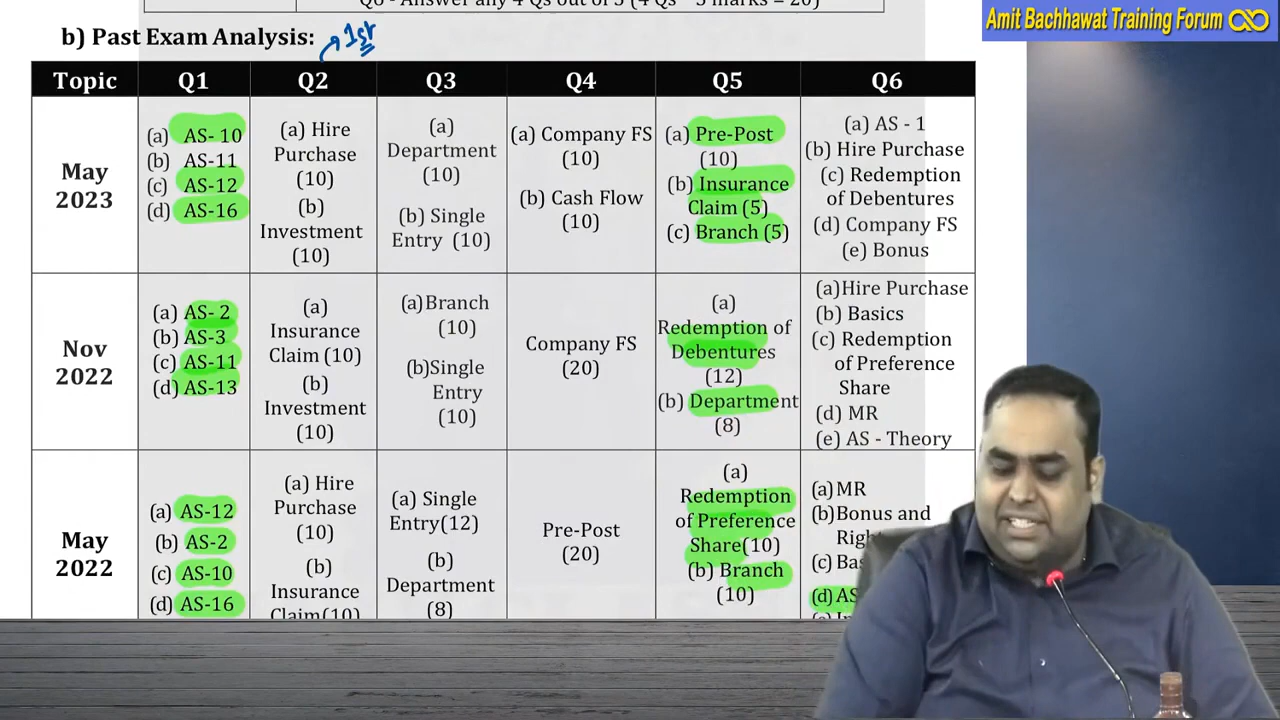 Q6 - Answer any 4 Qs out of 5 (4 Qs * 5 marks = 20)
Amit Bachhawat Training Forum
b) Past Exam Analysis:
1st
Topic Q1 Q2 Q3 Q4 Q5 Q6
May
2023
(a) AS- 10
(b) AS-11
(c) AS-12
(d) AS-16
(a) Hire
Purchase
(10)
(b)
Investment
(10)
(a)
Department
(10)
(b) Single
Entry (10)
(a) Company FS
(10)
(b) Cash Flow
(10)
(a) Pre-Post
(10)
(b) Insurance
Claim (5)
(c) Branch (5)
(a) AS - 1
(b) Hire Purchase
(c) Redemption
of Debentures
(d) Company FS
(e) Bonus
Nov
2022
(a) AS- 2
(b) AS-3
(c) AS-11
(d) AS-13
(a)
Insurance
Claim (10)
(b)
Investment
(10)
(a)Branch
(10)
(b)Single
Entry
(10)
Company FS
(20)
(a)
Redemption of
Debentures
(12)
(b) Department
(8)
(a)Hire Purchase
(b) Basics
(c) Redemption
of Preference
Share
(d) MR
(e) AS - Theory
May
2022
(a) AS-12
(b) AS-2
(c) AS-10
(d) AS-16
(a) Hire
Purchase
(10)
(b)
Insurance
Claim(10)
(a) Single
Entry(12)
(b)
Department
(8)
Pre-Post
(20)
(a)
Redemption
of Preference
Share(10)
(b) Branch
(10)
(a)MR
(b)Bonus and
(d) AS